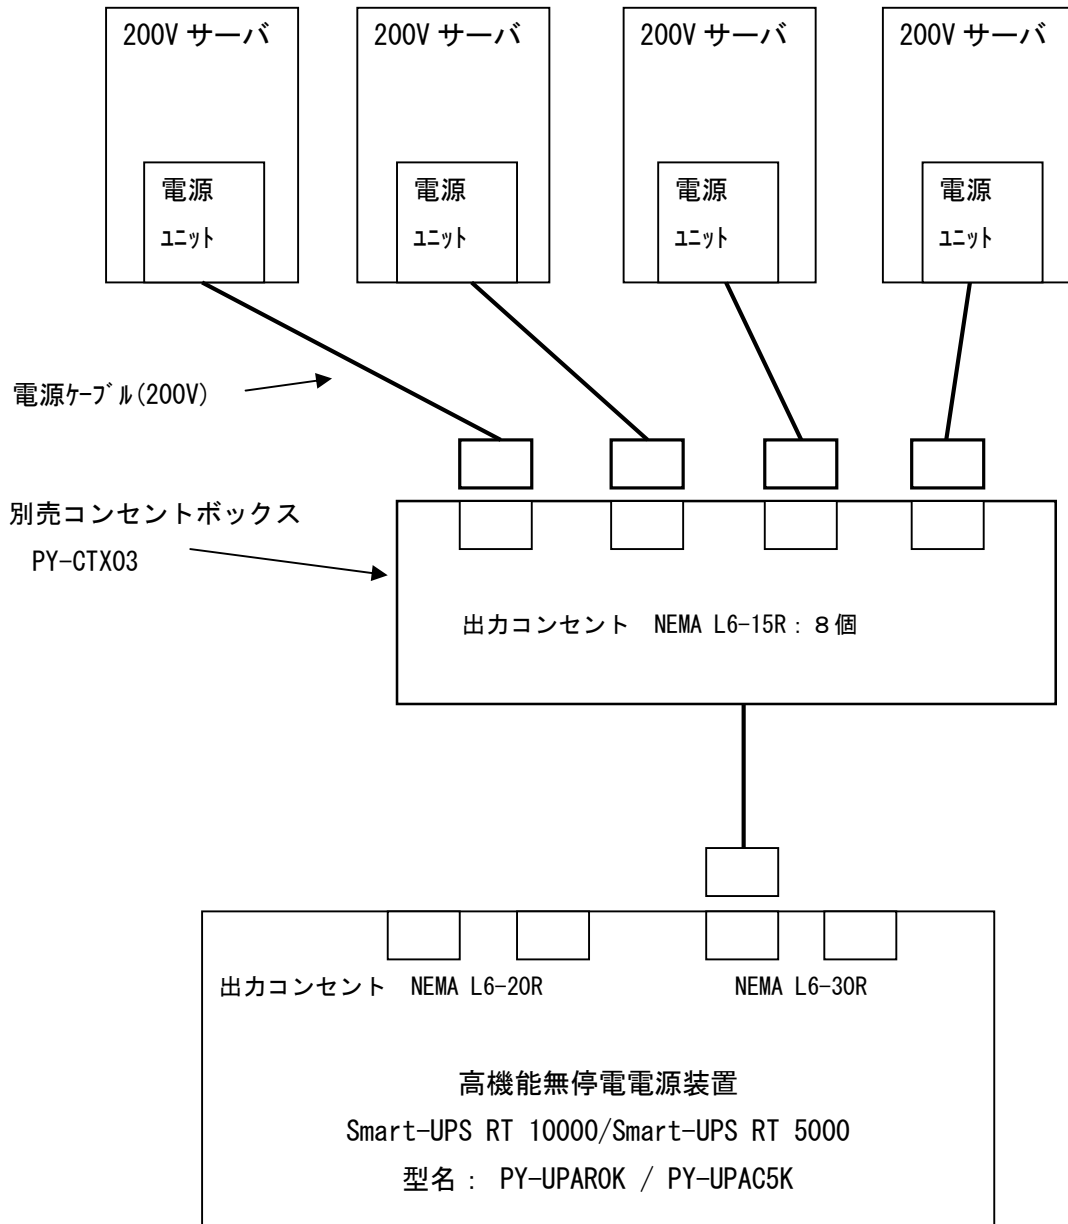 200V サーバ
200V サーバ
200V サーバ
200V サーバ
電源
ﾕﾆｯﾄ
電源
ﾕﾆｯﾄ
電源
ﾕﾆｯﾄ
電源
ﾕﾆｯﾄ
電源ｹｰﾌﾞﾙ(200V)
別売コンセントボックス
PY-CTX03
出力コンセント　NEMA L6-15R：８個
出力コンセント　NEMA L6-20R
NEMA L6-30R
高機能無停電電源装置
Smart-UPS RT 10000/Smart-UPS RT 5000
型名： PY-UPAR0K / PY-UPAC5K